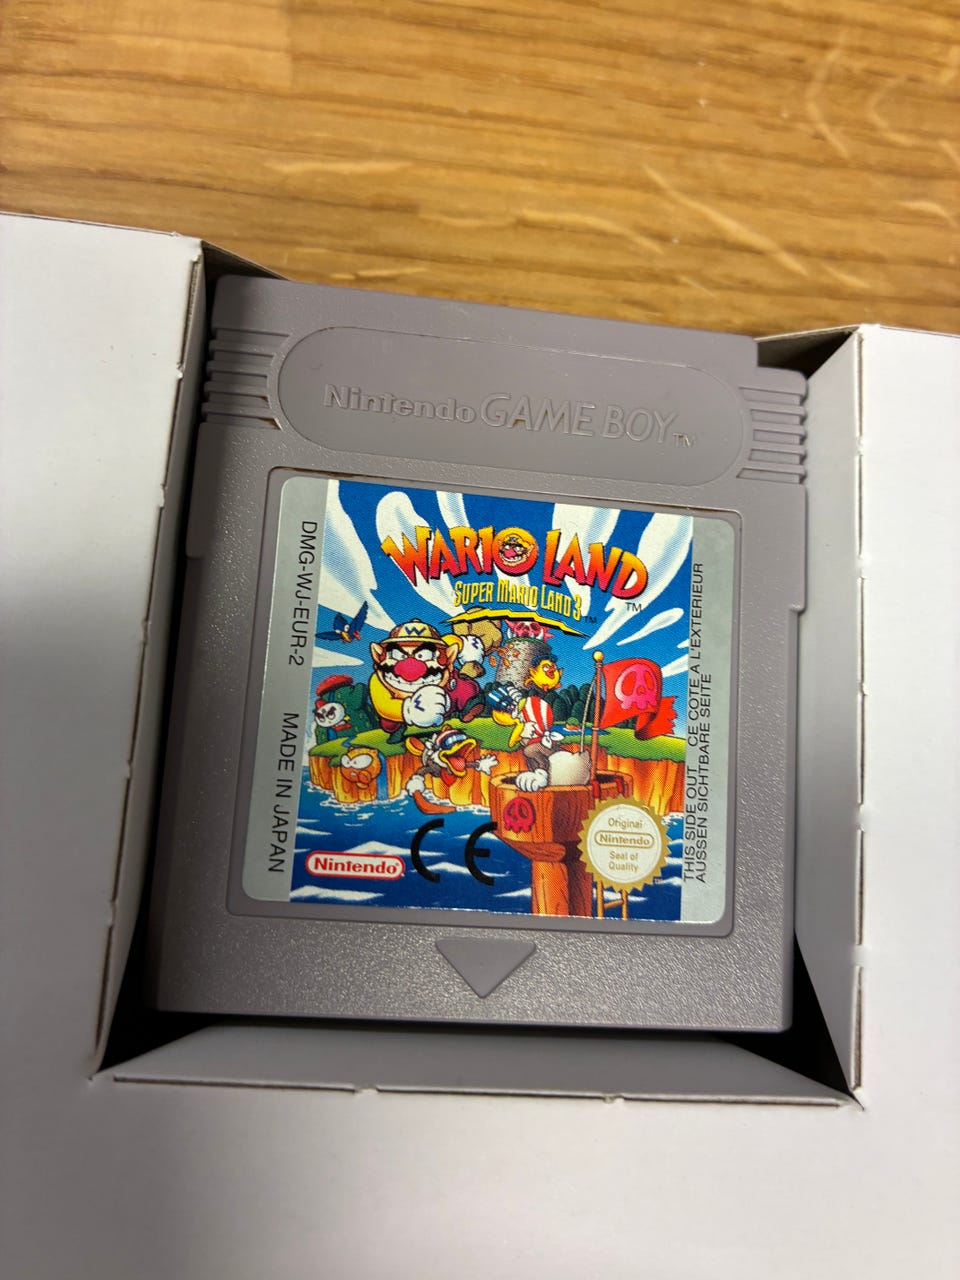 Nintendo GAME BOY TM
WARIO LAND TM
SUPER MARIO LAND 3 TM
DMG-WJ-EUR-2 MADE IN JAPAN
W
THIS SIDE OUT CE COTE A L'EXTERIEUR
AUSSEN SICHTBARE SEITE
Nintendo®
CE
Original
Nintendo
Seal of
Quality